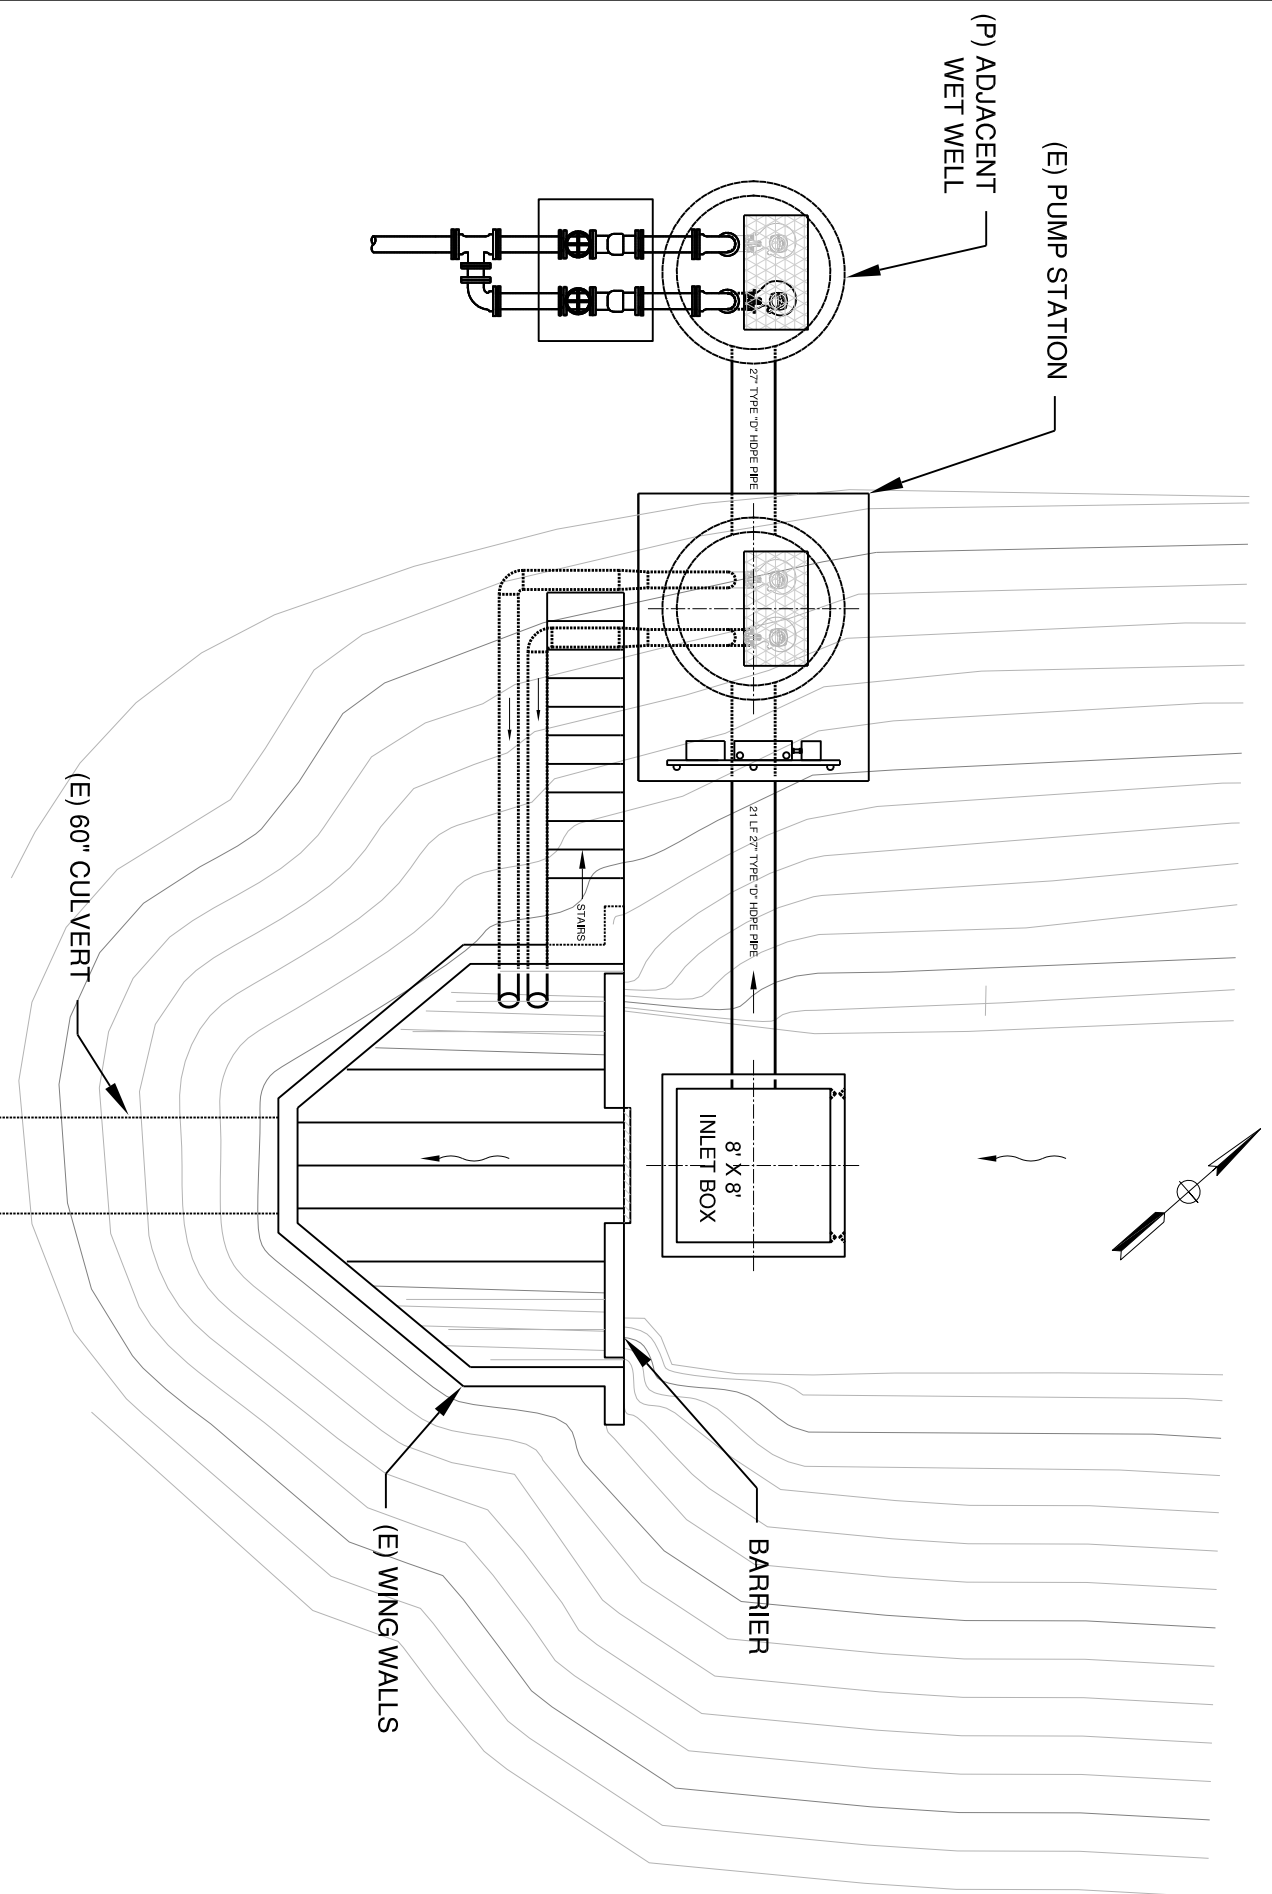 (P) ADJACENT
WET WELL
(E) PUMP STATION
27" TYPE "D" HDPE PIPE
21 LF 27" TYPE "D" HDPE PIPE
STAIRS
(E) 60" CULVERT
8' X 8'
INLET BOX
BARRIER
(E) WING WALLS